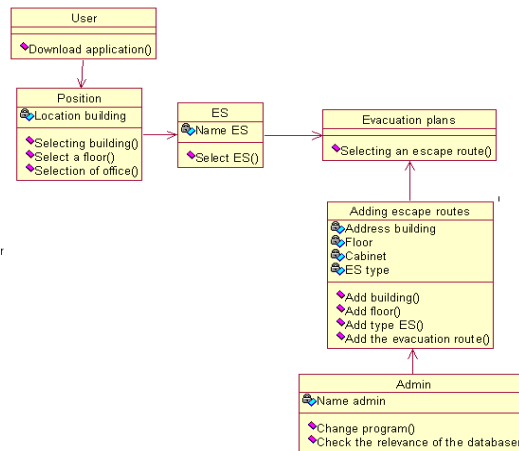 User
Download application()
Position
Location building
Selecting building()
Select a floor()
Selection of office()
ES
Name ES
Select ES()
Evacuation plans
Selecting an escape route()
Adding escape routes
Address building
Floor
Cabinet
ES type
Add building()
Add floor()
Add type ES()
Add the evacuation route()
r
Admin
Name admin
Change program()
Check the relevance of the database